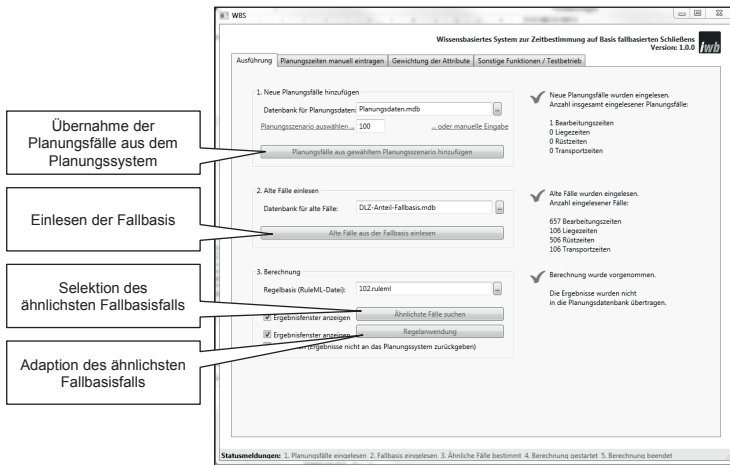 WBS
Wissensbasiertes System zur Zeitbestimmung auf Basis fallbasierten Schließens
Version: 1.0.0
iwb
Ausführung Planungszeiten manuell eintragen Gewichtung der Attribute Sonstige Funktionen / Testbetrieb
Übernahme der
Planungsfälle aus dem
Planungssystem
1. Neue Planungsfälle hinzufügen
Datenbank für Planungsdaten: Planungsdaten.mdb ...
Planungsszenario auswählen ... 100 ... oder manuelle Eingabe
Planungsfälle aus gewähltem Planungsszenario hinzufügen
Neue Planungsfälle wurden eingelesen.
Anzahl insgesamt eingelesener Planungsfälle:
1 Bearbeitungszeiten
0 Liegezeiten
0 Rüstzeiten
0 Transportzeiten
Einlesen der Fallbasis
2. Alte Fälle einlesen
Datenbank für alte Fälle: DLZ-Anteil-Fallbasis.mdb ...
Alte Fälle aus der Fallbasis einlesen
Alte Fälle wurden eingelesen.
Anzahl eingelesener Fälle:
657 Bearbeitungszeiten
106 Liegezeiten
506 Rüstzeiten
106 Transportzeiten
Selektion des
ähnlichsten Fallbasisfalls
3. Berechnung
Regelbasis (RuleML-Datei): 102.ruleml ...
Ähnlichste Fälle suchen
Ergebnisfenster anzeigen
Regelanwendung
Ergebnisfenster anzeigen
(Ergebnisse nicht an das Planungssystem zurückgeben)
Berechnung wurde vorgenommen.
Die Ergebnisse wurden nicht
in die Planungsdatenbank übertragen.
Adaption des ähnlichsten
Fallbasisfalls
Statusmeldungen: 1. Planungsfälle eingelesen 2. Fallbasis eingelesen 3. Ähnliche Fälle bestimmt 4. Berechnung gestartet 5. Berechnung beendet